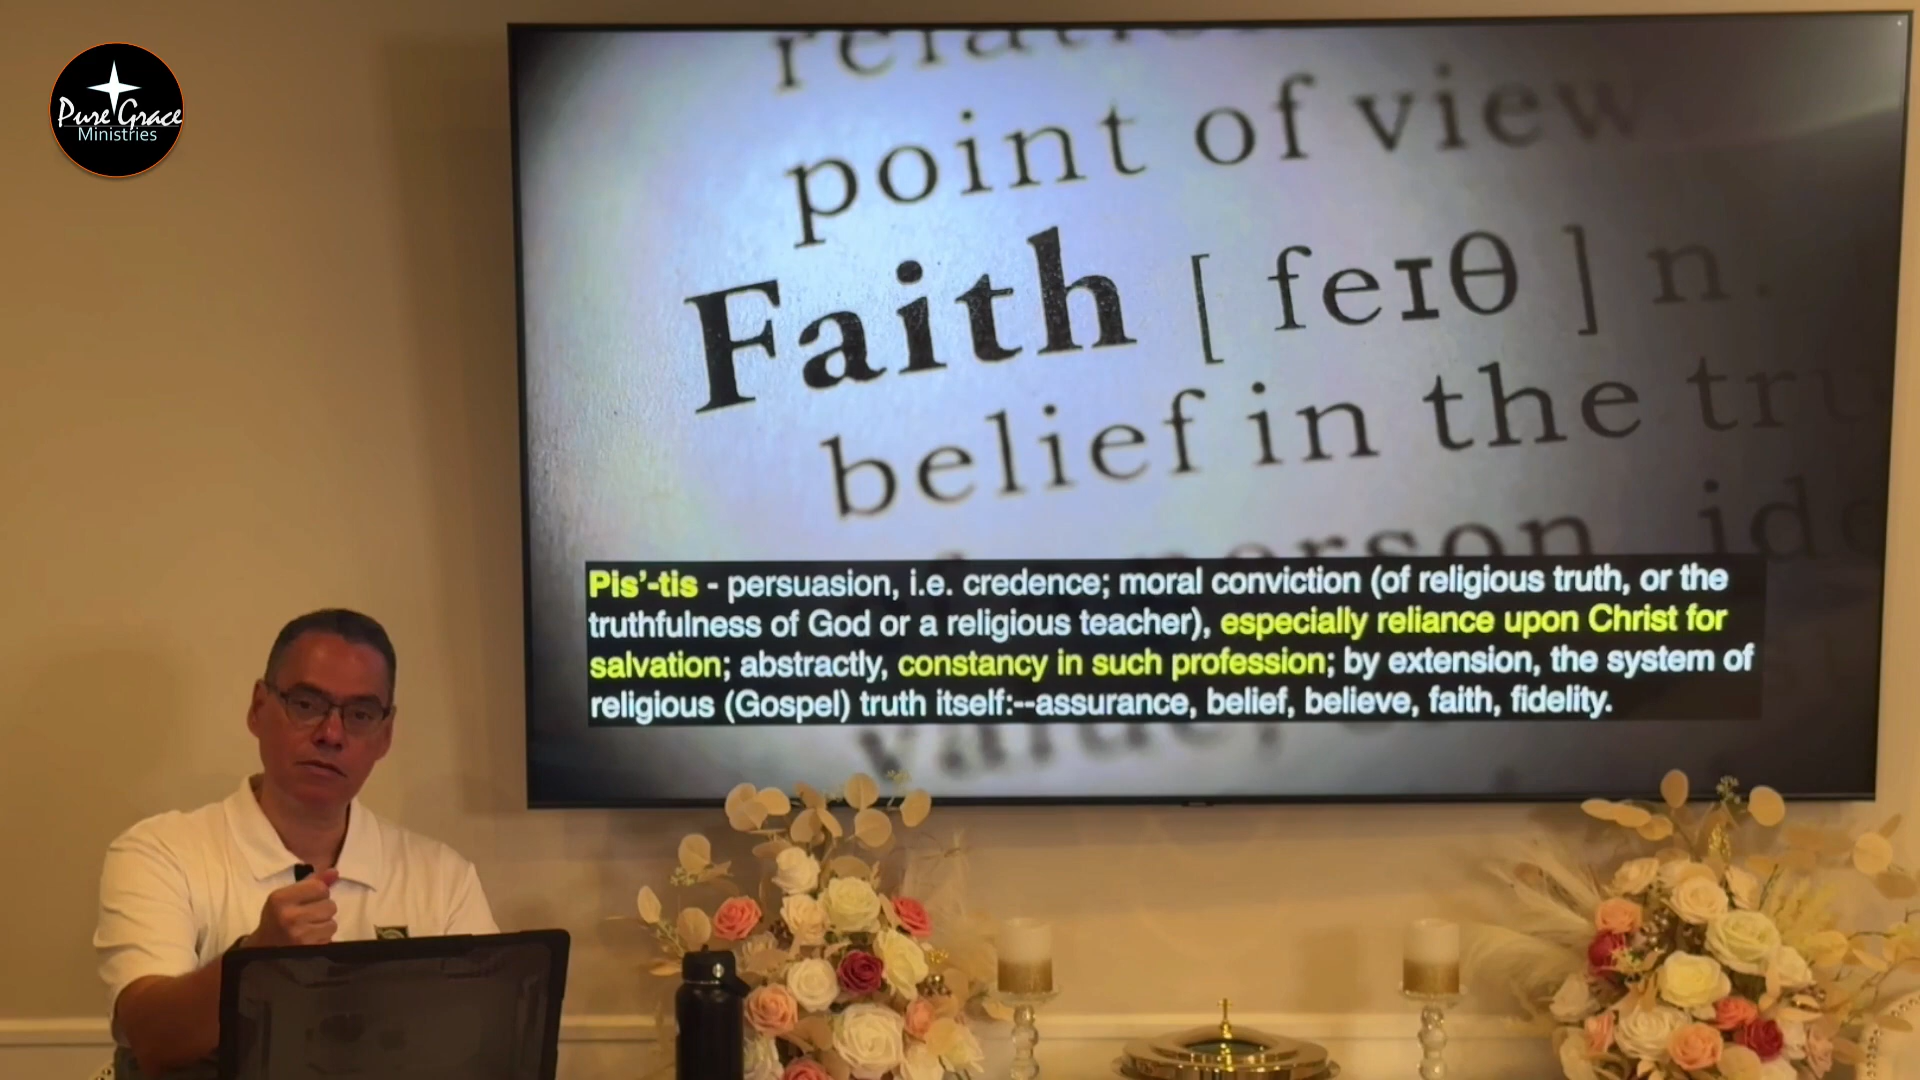 Pure Grace
Ministries
point of view
Faith [ feɪθ ] n.
belief in the
person,
Pis’-tis - persuasion, i.e. credence; moral conviction (of religious truth, or the
truthfulness of God or a religious teacher), especially reliance upon Christ for
salvation; abstractly, constancy in such profession; by extension, the system of
religious (Gospel) truth itself:--assurance, belief, believe, faith, fidelity.
value,